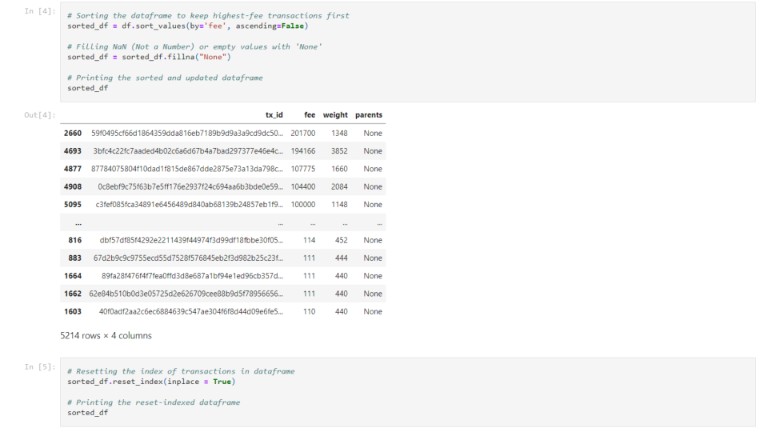 In [4]:
# Sorting the dataframe to keep highest-fee transactions first
sorted_df = df.sort_values(by='fee', ascending=False)
# Filling NaN (Not a Number) or empty values with 'None'
sorted_df = sorted_df.fillna("None")
# Printing the sorted and updated dataframe
sorted_df
Out[4]:
tx_id fee weight parents
2660 59f0495cf66d1864359dda816eb7189b9d9a3a9cd9dc50... 201700 1348 None
4693 3bfc4c22fc7aaded4b02c6a6d67b4a7bad297377e46e4c... 194166 3852 None
4877 87784075804f10dad1f815de867dde2875e73a13da798c... 107775 1660 None
4908 0c8ebf9c75f63b7e5ff176e2937f24c694aa6b3bde0e59... 104400 2084 None
5095 c3fef085fca34891e6456489d840ab68139b24857eb1f9... 100000 1148 None
... ... ... ... ...
816 dbf57df85f4292e2211439f44974f3d99df18fbbe30f05... 114 452 None
883 67d2b9c9c9755ecd55d7528f576845eb2f3d982b25c23f... 111 444 None
1664 89fa28f476f4f7fea0ffd3d8e687a1bf94e1ed96cb357d... 111 440 None
1662 62e84b510b0d3e05725d2e626709cee88b9d5f78956656... 111 440 None
1603 40f0adf2aa2c6ec6884639c547ae304f6f8d44d09e6fe5... 110 440 None
5214 rows × 4 columns
In [5]:
# Resetting the index of transactions in dataframe
sorted_df.reset_index(inplace = True)
# Printing the reset-indexed dataframe
sorted_df